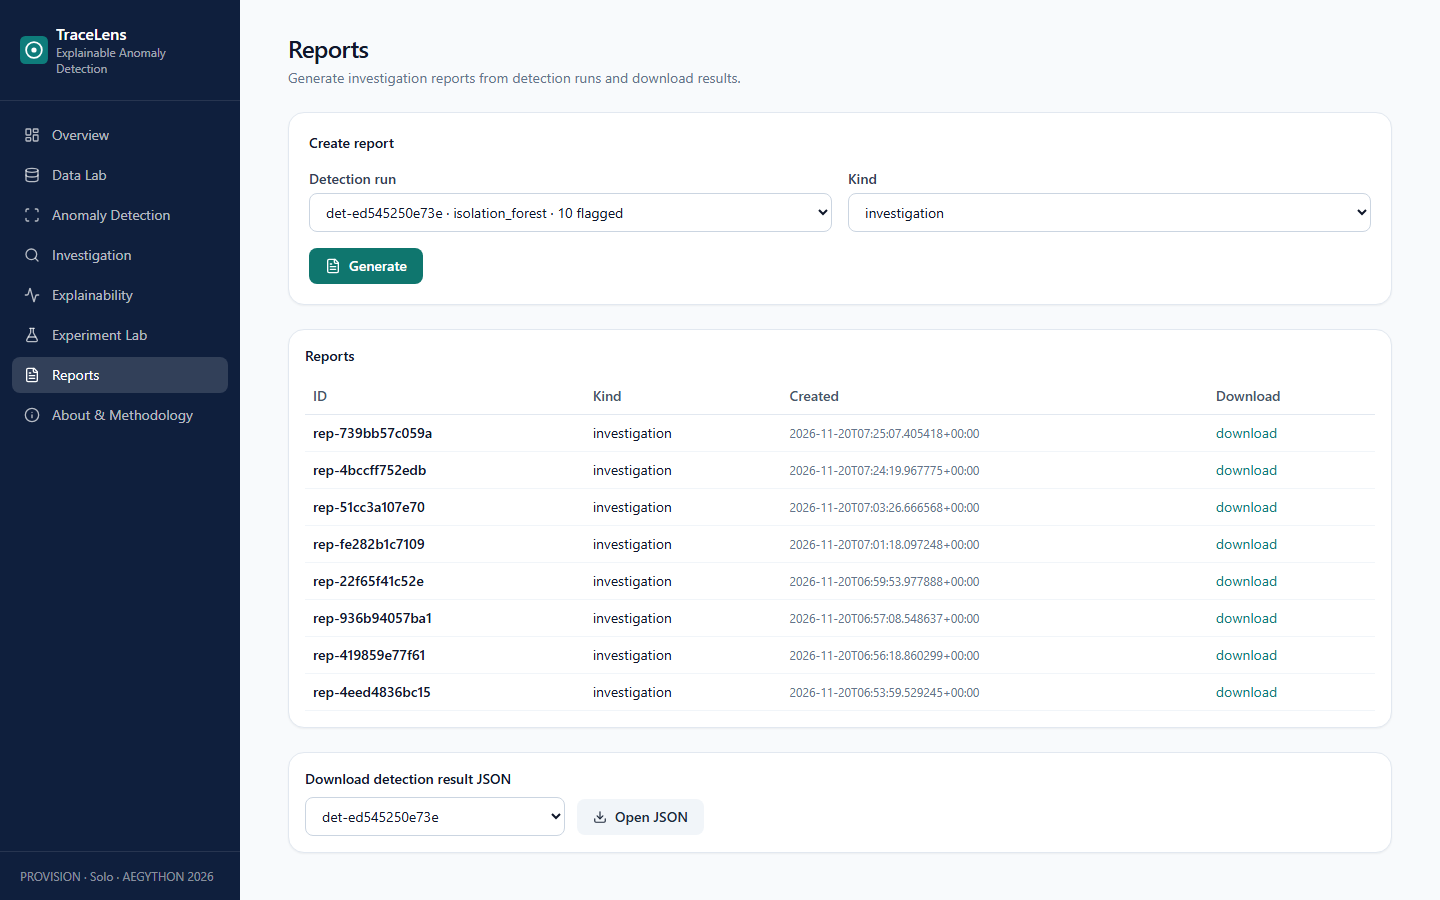 TraceLens
Explainable Anomaly
Detection
Overview
Data Lab
Anomaly Detection
Investigation
Explainability
Experiment Lab
Reports
About & Methodology
PROVISION · Solo · AEGYTHON 2026
Reports
Generate investigation reports from detection runs and download results.
Create report
Detection run
Kind
det-ed545250e73e · isolation_forest · 10 flagged
investigation
Generate
Reports
ID Kind Created Download
rep-739bb57c059a investigation 2026-11-20T07:25:07.405418+00:00 download
rep-4bccff752edb investigation 2026-11-20T07:24:19.967775+00:00 download
rep-51cc3a107e70 investigation 2026-11-20T07:03:26.666568+00:00 download
rep-fe282b1c7109 investigation 2026-11-20T07:01:18.097248+00:00 download
rep-22f65f41c52e investigation 2026-11-20T06:59:53.977888+00:00 download
rep-936b94057ba1 investigation 2026-11-20T06:57:08.548637+00:00 download
rep-419859e77f61 investigation 2026-11-20T06:56:18.860299+00:00 download
rep-4eed4836bc15 investigation 2026-11-20T06:53:59.529245+00:00 download
Download detection result JSON
det-ed545250e73e
Open JSON